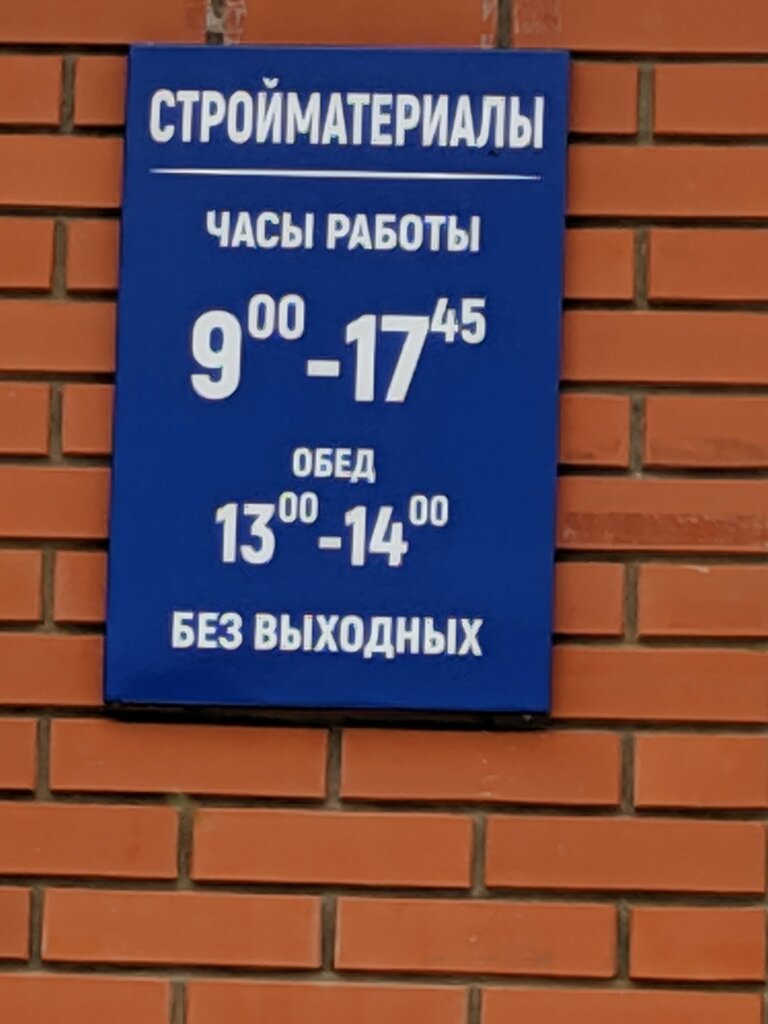 СТРОЙМАТЕРИАЛЫ
ЧАСЫ РАБОТЫ
9⁰⁰-17⁴⁵
ОБЕД
13⁰⁰-14⁰⁰
БЕЗ ВЫХОДНЫХ